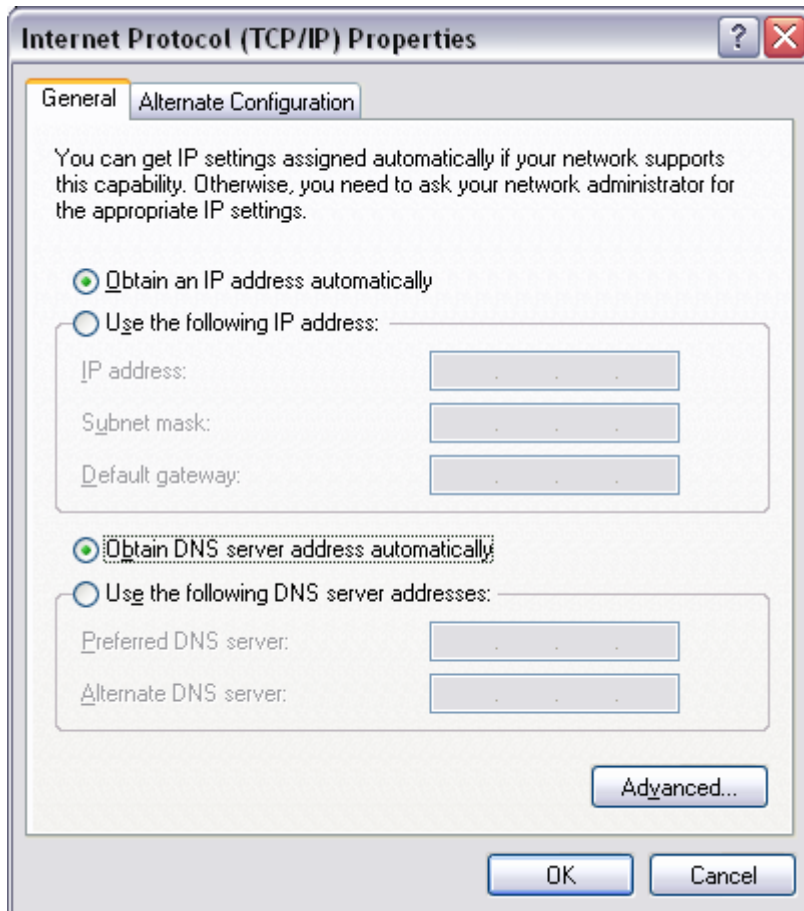 Internet Protocol (TCP/IP) Properties
General
Alternate Configuration
You can get IP settings assigned automatically if your network supports
this capability. Otherwise, you need to ask your network administrator for
the appropriate IP settings.
Obtain an IP address automatically
Use the following IP address:
IP address:
Subnet mask:
Default gateway:
Obtain DNS server address automatically
Use the following DNS server addresses:
Preferred DNS server:
Alternate DNS server:
Advanced...
OK
Cancel